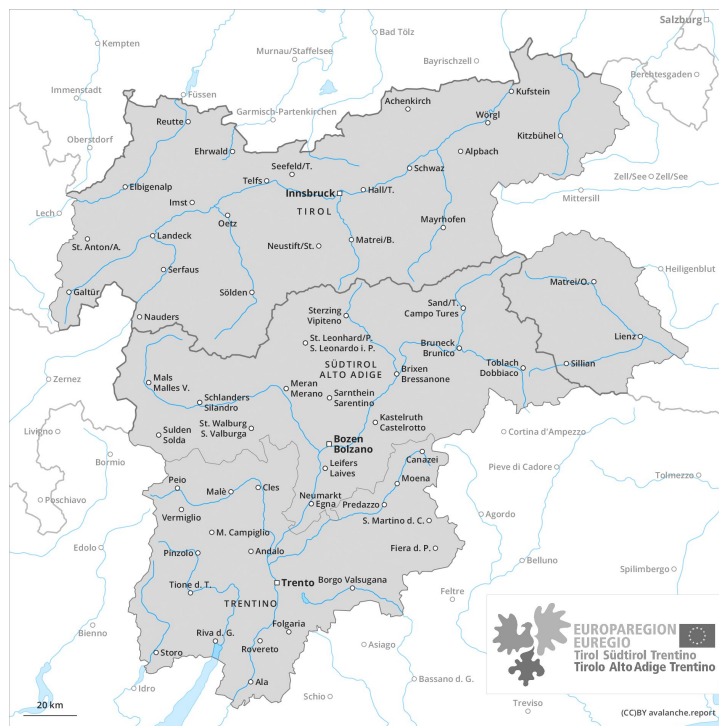 Salzburg
Kempten
Bad Tölz
Murnau/Staffelsee
Bayrischzell
Berchtesgaden
Immenstadt
Füssen
Garmisch-Partenkirchen
Achenkirch
Kufstein
Reutte
Wörgl
Oberstdorf
Kitzbühel
Ehrwald
Alpbach
Seefeld/T.
Schwaz
Zell/See
Zell/See
Telfs
Elbigenalp
Innsbruck
Hall/T.
Mittersill
Imst
TIROL
Lech
Oetz
Mayrhofen
Landeck
St. Anton/A.
Neustift/St.
Matrei/B.
Serfaus
Heiligenblut
Galtür
Sölden
Matrei/O.
Nauders
Sterzing
Vipiteno
Sand/T.
Campo Tures
St. Leonhard/P.
S. Leonardo i. P.
Bruneck
Brunico
Lienz
SÜDTIROL
ALTO ADIGE
Toblach
Dobbiaco
Sillian
Zernez
Mals
Malles V.
Meran
Merano
Brixen
Bressanone
Schlanders
Silandro
Sarnthein
Sarentino
St. Walburg
S. Valburga
Kastelruth
Castelrotto
Livigno
Sulden
Solda
Cortina d'Ampezzo
Bozen
Bolzano
Bormio
Canazei
Leifers
Laives
Pieve di Cadore
Tolmezzo
Peio
Malè
Cles
Moena
Poschiavo
Neumarkt
Egna
Predazzo
Vermiglio
Agordo
S. Martino d. C.
M. Campiglio
Edolo
Pinzolo
Andalo
Fiera d. P.
Belluno
Spilimbergo
Tione d. T.
Trento
Borgo Valsugana
Feltre
TRENTINO
Folgaria
Bienno
Riva d. G.
Rovereto
Asiago
Storo
Ala
Bassano d. G.
Idro
Schio
Treviso
EUROPAREGION
EUREGIO
Tirol Südtirol Trentino
Tirolo Alto Adige Trentino
20 km
(CC)BY avalanche.report